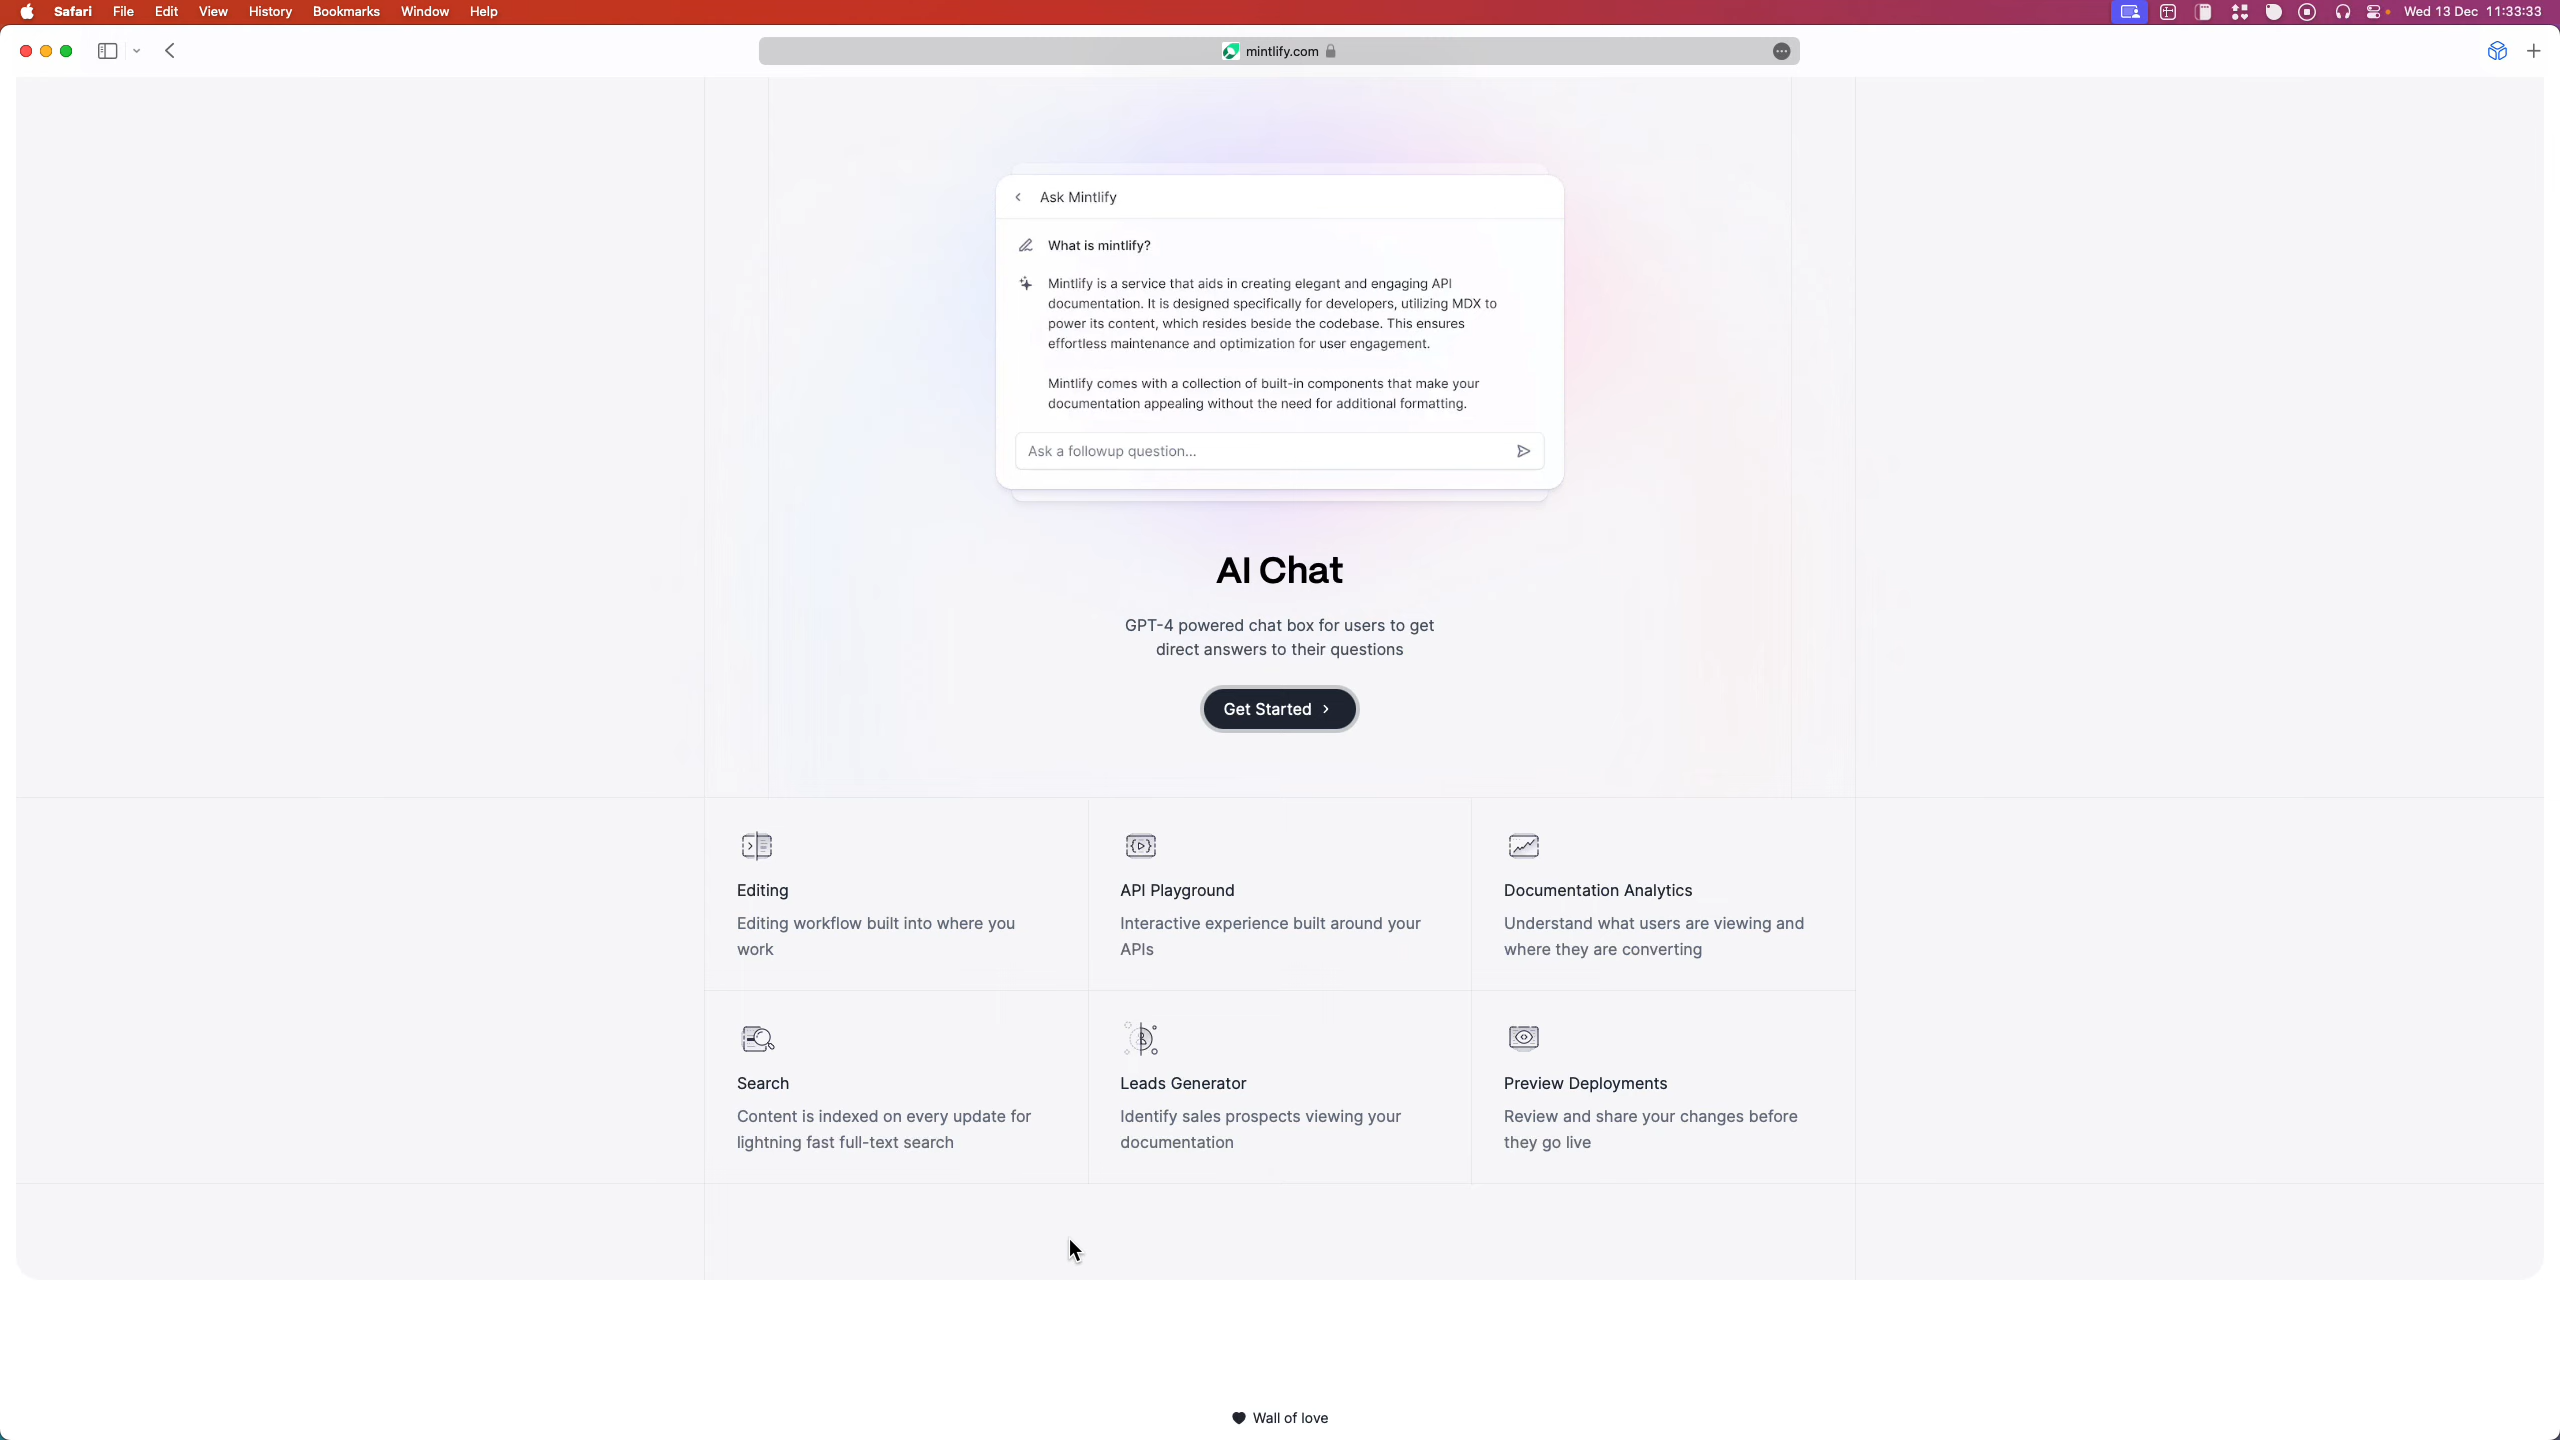 Safari File Edit View History Bookmarks Window Help
Wed 13 Dec 11:33:33
mintlify.com
Ask Mintlify
What is mintlify?
Mintlify is a service that aids in creating elegant and engaging API
documentation. It is designed specifically for developers, utilizing MDX to
power its content, which resides beside the codebase. This ensures
effortless maintenance and optimization for user engagement.
Mintlify comes with a collection of built-in components that make your
documentation appealing without the need for additional formatting.
Ask a followup question...
AI Chat
GPT-4 powered chat box for users to get
direct answers to their questions
Get Started
Editing
Editing workflow built into where you
work
API Playground
Interactive experience built around your
APIs
Documentation Analytics
Understand what users are viewing and
where they are converting
Search
Content is indexed on every update for
lightning fast full-text search
Leads Generator
Identify sales prospects viewing your
documentation
Preview Deployments
Review and share your changes before
they go live
Wall of love